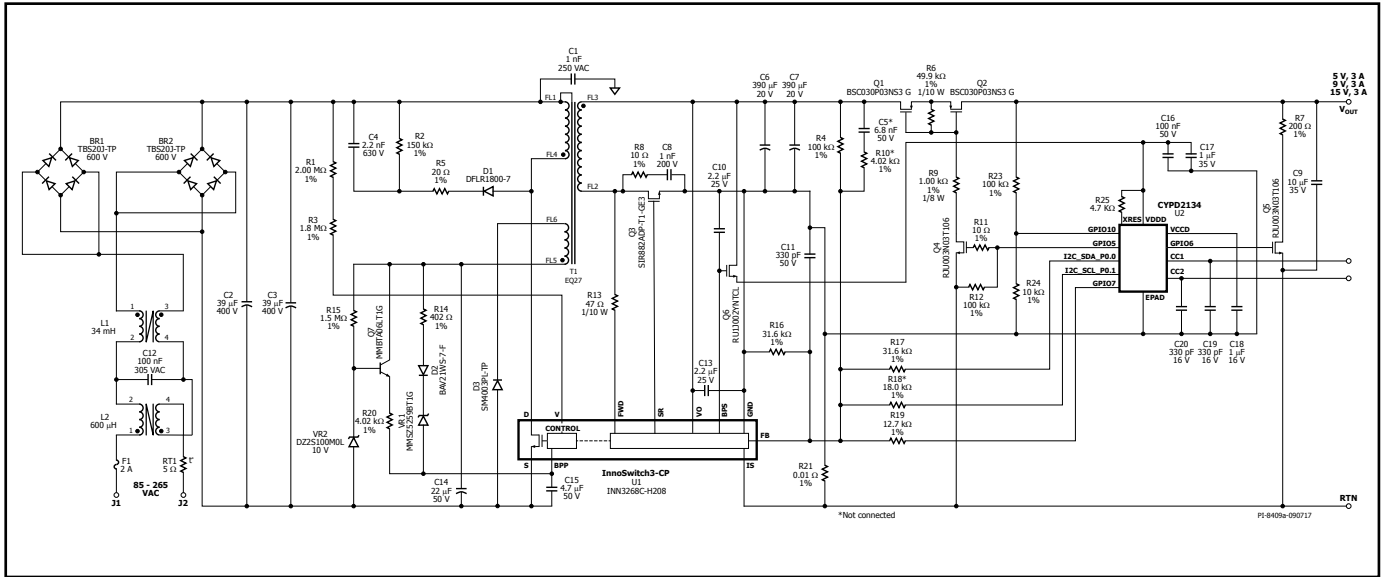 C1
1 nF
250 VAC
FL1
FL3
FL4
FL2
FL6
FL5
T1
EQ27
BR1
TBS20J-TP
600 V
BR2
TBS20J-TP
600 V
C4
2.2 nF
630 V
R2
150 kΩ
1%
R5
20 Ω
1%
D1
DFLR1800-7
R1
2.00 MΩ
1%
R3
1.8 MΩ
1%
C2
39 µF
400 V
C3
39 µF
400 V
L1
34 mH
1
3
2
4
C12
100 nF
305 VAC
L2
600 µH
2
4
1
3
F1
2 A
RT1
5 Ω
t°
85 - 265
VAC
J1
J2
R15
1.5 MΩ
1%
Q7
MMBTA06LT1G
R14
402 Ω
1%
D2
BAV21WS-7-F
R20
4.02 kΩ
1%
VR1
MMSZ5259BT1G
D3
SM4003PL-TP
VR2
DZ2S100M0L
10 V
C14
22 µF
50 V
C15
4.7 µF
50 V
R8
10 Ω
1%
C8
1 nF
200 V
Q3
SIR882ADP-T1-GE3
R13
47 Ω
1/10 W
C10
2.2 µF
25 V
Q6
RU1J002YNTCL
C13
2.2 µF
25 V
C6
390 µF
20 V
C7
390 µF
20 V
C11
330 pF
50 V
R16
31.6 kΩ
1%
D
V
FWD
SR
VO
BPS
GND
CONTROL
FB
S
BPP
IS
InnoSwitch3-CP
U1
INN3268C-H208
R4
100 kΩ
1%
C5*
6.8 nF
50 V
R10*
4.02 kΩ
1%
Q1
BSC030P03NS3 G
R6
49.9 kΩ
1%
1/10 W
Q2
BSC030P03NS3 G
R9
1.00 kΩ
1%
1/8 W
Q4
RJU003N03T106
R11
10 Ω
1%
R12
100 kΩ
1%
R23
100 kΩ
1%
R24
10 kΩ
1%
R17
31.6 kΩ
1%
R18*
18.0 kΩ
1%
R19
12.7 kΩ
1%
R21
0.01 Ω
1%
*Not connected
C16
100 nF
50 V
C17
1 µF
35 V
R25
4.7 KΩ
CYPD2134
U2
XRES
VDDD
GPIO10
GPIO5
I2C_SDA_P0.0
I2C_SCL_P0.1
GPIO7
VCCD
GPIO6
CC1
CC2
EPAD
C20
330 pF
16 V
C19
330 pF
16 V
C18
1 µF
16 V
Q5
RJU003N03T106
R7
200 Ω
1%
C9
10 µF
35 V
5 V, 3 A
9 V, 3 A
15 V, 3 A
VOUT
RTN
PI-8409a-090717